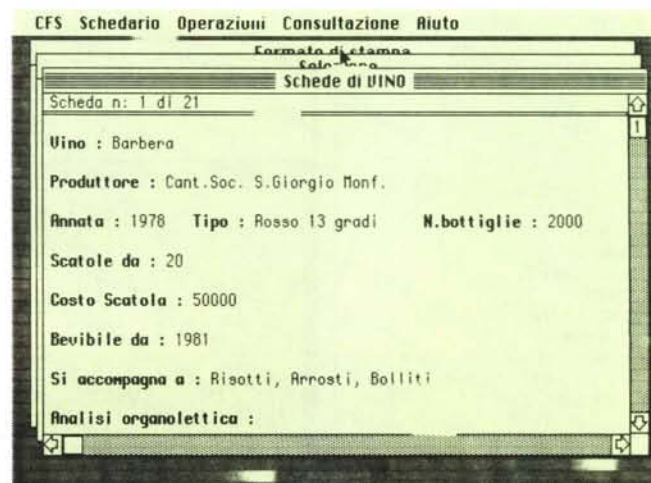 CFS Schedario Operazioni Consultazione Aiuto
Formato di stampa
Selezione
Schede di VINO
Scheda n: 1 di 21
1
Vino : Barbera
Produttore : Cant.Soc. S.Giorgio Monf.
Annata : 1978 Tipo : Rosso 13 gradi N.bottiglie : 2000
Scatole da : 20
Costo Scatola : 50000
Bevibile da : 1981
Si accompagna a : Risotti, Arrosti, Bolliti
Analisi organolettica :